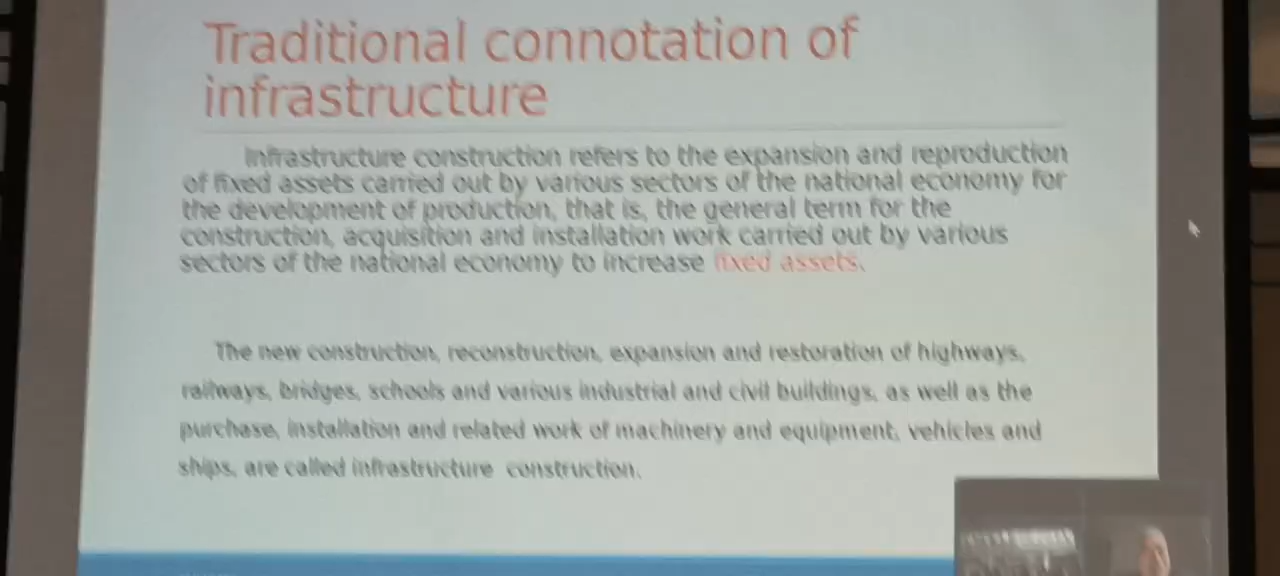 Traditional connotation of
infrastructure
Infrastructure construction refers to the expansion and reproduction
of fixed assets carried out by various sectors of the national economy for
the development of production, that is, the general term for the
construction, acquisition and installation work carried out by various
sectors of the national economy to increase fixed assets.
The new construction, reconstruction, expansion and restoration of highways,
railways, bridges, schools and various industrial and civil buildings, as well as the
purchase, installation and related work of machinery and equipment, vehicles and
ships, are called infrastructure construction.